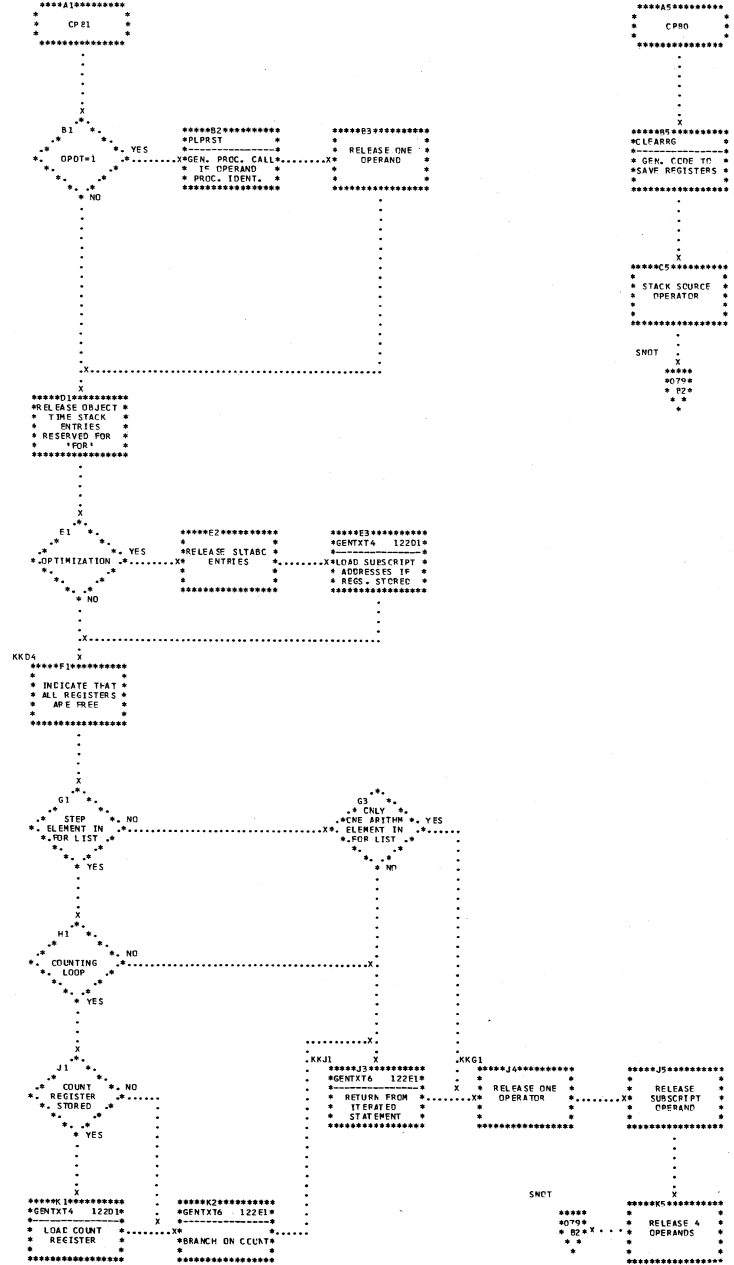 ****A1*********
* CP81 *
****A5*********
* CP80 *
B1
OPDT=1
YES
NO
*****B2**********
*PLPRST *
*GEN. PROC. CALL*
* IF OPERAND *
* PROC. IDENT. *
*****B3**********
* RELEASE ONE *
* OPERAND *
*****B5**********
*CLEARRG *
* GEN. CODE TO *
*SAVE REGISTERS *
*****C5**********
* STACK SOURCE *
* OPERATOR *
SNOT
*079*
* B2*
*****D1**********
*RELEASE OBJECT *
* TIME STACK *
* ENTRIES *
* RESERVED FOR *
* 'FOR' *
E1
OPTIMIZATION
YES
NO
*****E2**********
*RELEASE SUTABC *
* ENTRIES *
*****E3**********
*GENTXT4 122D1*
*LOAD SUBSCRIPT *
* ADDRESSES IF *
* REGS. STORED *
KKD4
*****F1**********
* INDICATE THAT *
* ALL REGISTERS *
* ARE FREE *
G1
STEP
ELEMENT IN
FOR LIST
NO
YES
G3
ONLY
ONE ARITHM
ELEMENT IN
FOR LIST
YES
NO
H1
COUNTING
LOOP
NO
YES
J1
COUNT
REGISTER
STORED
NO
YES
KKJ1
*****J3**********
*GENTXT6 122E1*
* RETURN FROM *
* ITERATED *
* STATEMENT *
KKG1
*****J4**********
* RELEASE ONE *
* OPERATOR *
*****J5**********
* RELEASE *
* SUBSCRIPT *
* OPERAND *
*****K1**********
*GENTXT4 122D1*
* LOAD COUNT *
* REGISTER *
*****K2**********
*GENTXT6 122E1*
*BRANCH ON COUNT*
SNOT
*079*
* B2*
*****K5**********
* RELEASE 4 *
* OPERANDS *